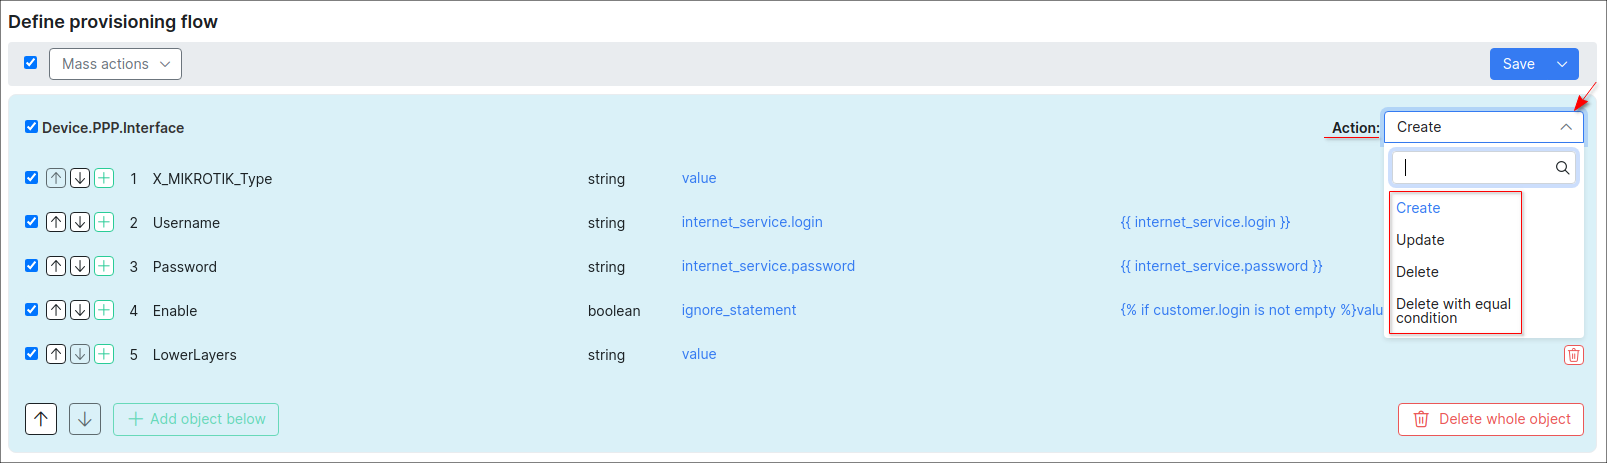 Define provisioning flow
Mass actions
Save
Device.PPP.Interface
Action:
Create
1 X_MIKROTIK_Type string value
2 Username string internet_service.login {{ internet_service.login }}
3 Password string internet_service.password {{ internet_service.password }}
4 Enable boolean ignore_statement {% if customer.login is not empty %}valu
5 LowerLayers string value
Create
Update
Delete
Delete with equal
condition
Add object below
Delete whole object